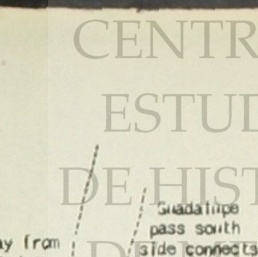 CENTR
ESTUD
DE HIST
Guadalupe
pass south
ay from
side connects